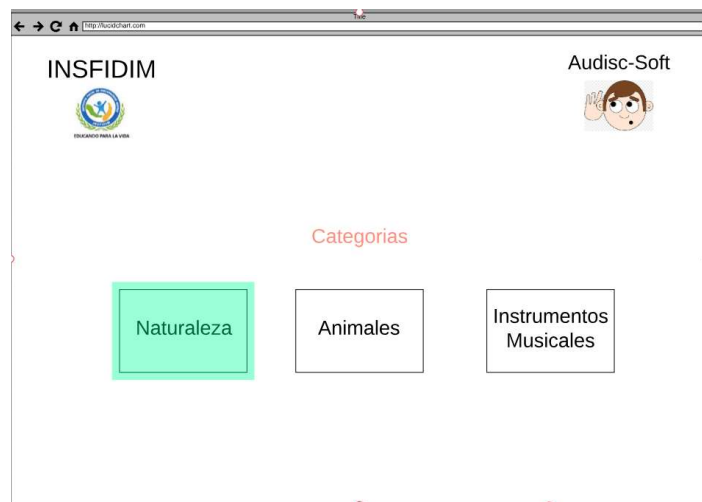 Title
http://lucidchart.com
INSFIDIM
Audisc-Soft
EDUCANDO PARA LA VIDA
Categorias
Naturaleza
Animales
Instrumentos
Musicales